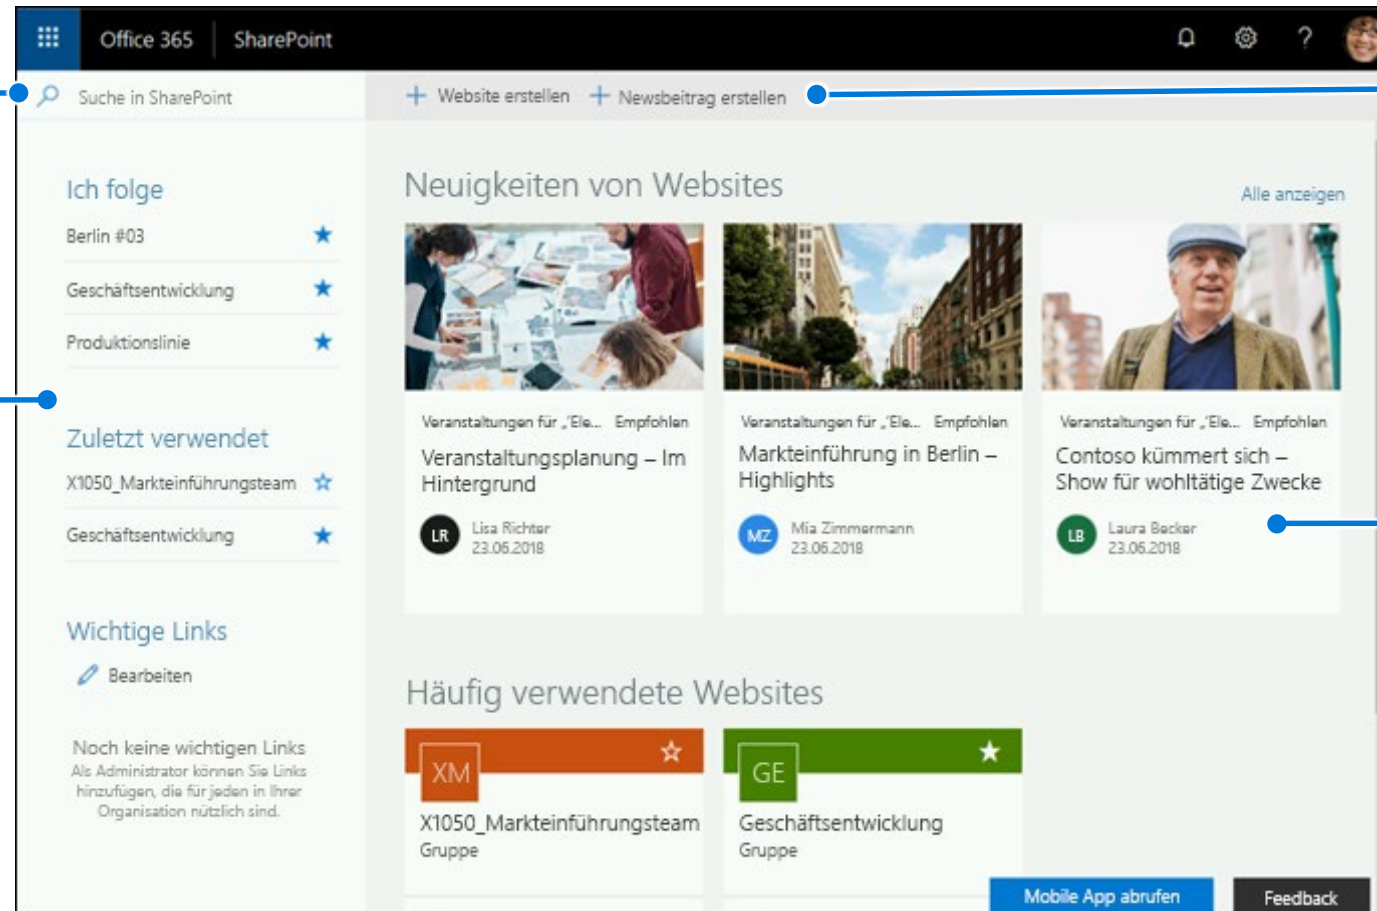 Office 365 SharePoint ?
Suche in SharePoint
+ Website erstellen + Newsbeitrag erstellen
Ich folge
Berlin #03
Geschäftsentwicklung
Produktionslinie
Zuletzt verwendet
X1050_Markteinführungsteam
Geschäftsentwicklung
Wichtige Links
Bearbeiten
Noch keine wichtigen Links
Als Administrator können Sie Links
hinzufügen, die für jeden in Ihrer
Organisation nützlich sind.
Neuigkeiten von Websites
Alle anzeigen
Veranstaltungen für „'Ele... Empfohlen
Veranstaltungsplanung – Im
Hintergrund
LR
Lisa Richter
23.06.2018
Veranstaltungen für „'Ele... Empfohlen
Markteinführung in Berlin –
Highlights
MZ
Mia Zimmermann
23.06.2018
Veranstaltungen für „'Ele... Empfohlen
Contoso kümmert sich –
Show für wohltätige Zwecke
LB
Laura Becker
23.06.2018
Häufig verwendete Websites
XM
X1050_Markteinführungsteam
Gruppe
GE
Geschäftsentwicklung
Gruppe
Mobile App abrufen
Feedback